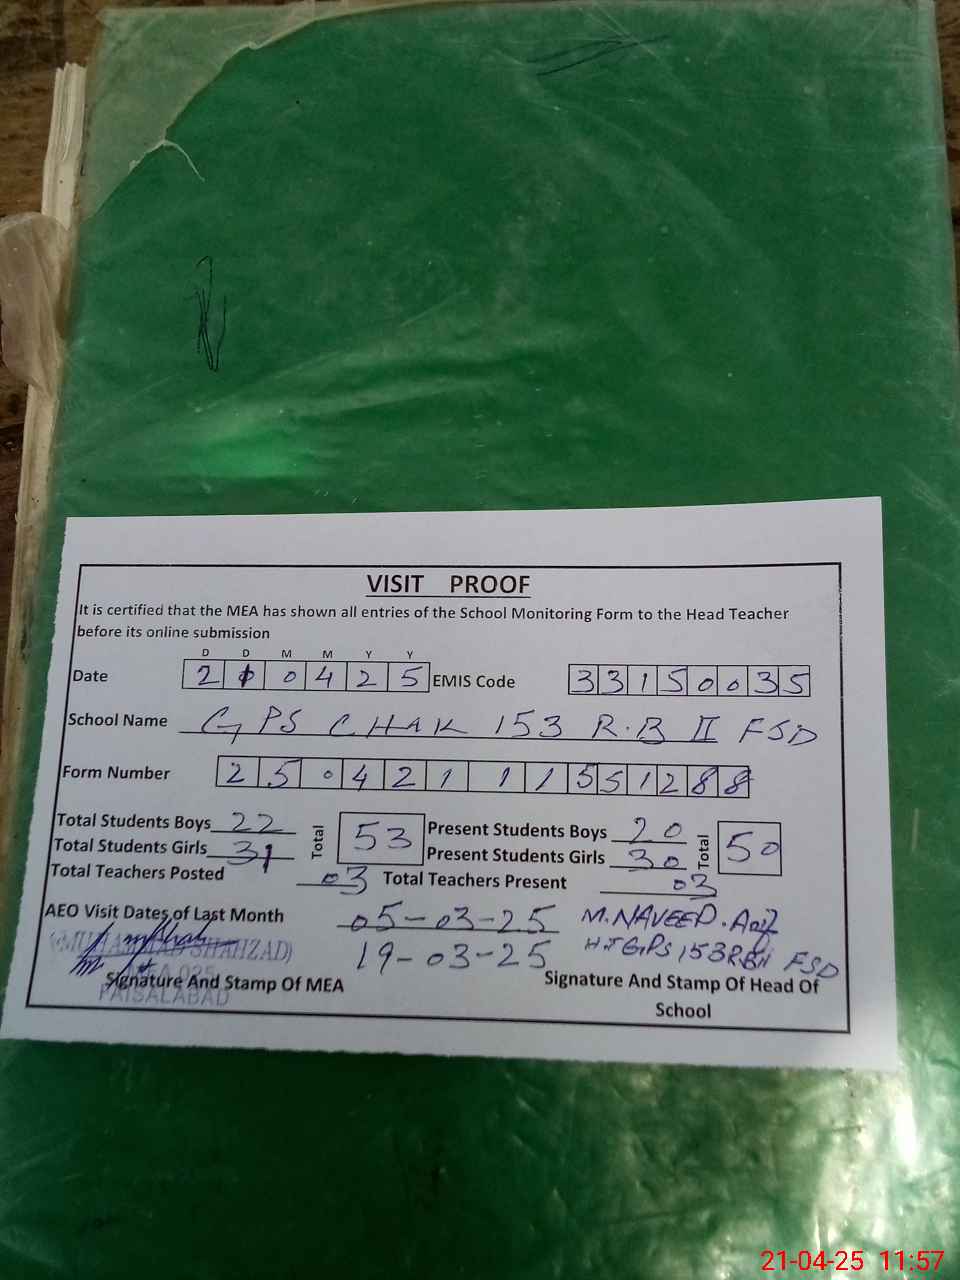 VISIT PROOF
It is certified that the MEA has shown all entries of the School Monitoring Form to the Head Teacher
before its online submission
D D M M Y Y
Date 2 1 0 4 2 5 EMIS Code 3 3 1 5 0 0 3 5
School Name GPS CHAK 153 R.B II FSD
Form Number 2 5 0 4 2 1 1 1 5 5 1 2 8 8
Total Students Boys 22 Total 53 Present Students Boys 20 Total 50
Total Students Girls 31 Present Students Girls 30
Total Teachers Posted 03 Total Teachers Present 03
AEO Visit Dates of Last Month 05-03-25 M.NAVEED.
19-03-25 H.T GPS 153RBII FSD
(MUHAMMAD SHAHZAD)
FAISALABAD
Signature And Stamp Of MEA Signature And Stamp Of Head Of
School
21-04-25 11:57